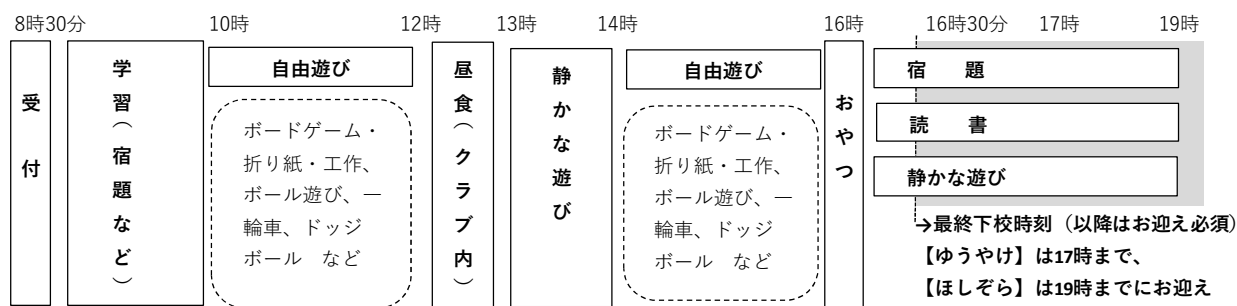 8時30分
10時
12時
13時
14時
16時
16時30分
17時
19時
受付
学習（宿題など）
自由遊び
ボードゲーム・
折り紙・工作、
ボール遊び、一
輪車、ドッジ
ボール　など
昼食（クラブ内）
静かな遊び
自由遊び
ボードゲーム・
折り紙・工作、
ボール遊び、一
輪車、ドッジ
ボール　など
おやつ
宿　題
読　書
静かな遊び
→最終下校時刻（以降はお迎え必須）
【ゆうやけ】は17時まで、
【ほしぞら】は19時までにお迎え